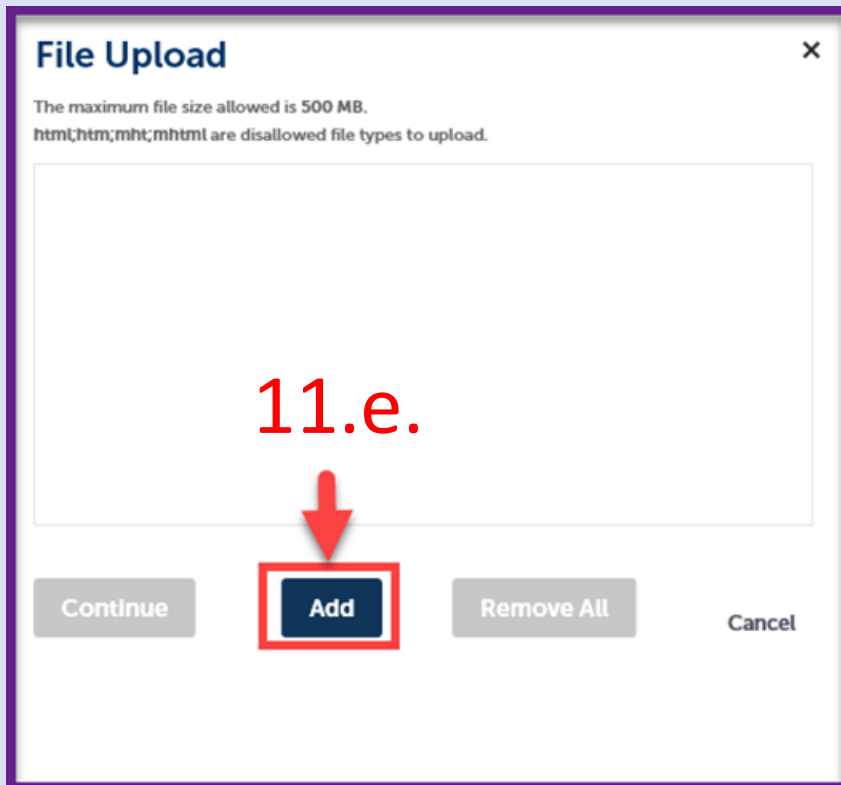 File Upload
×
The maximum file size allowed is 500 MB.
html;htm;mht;mhtml are disallowed file types to upload.
11.e.
Continue
Add
Remove All
Cancel